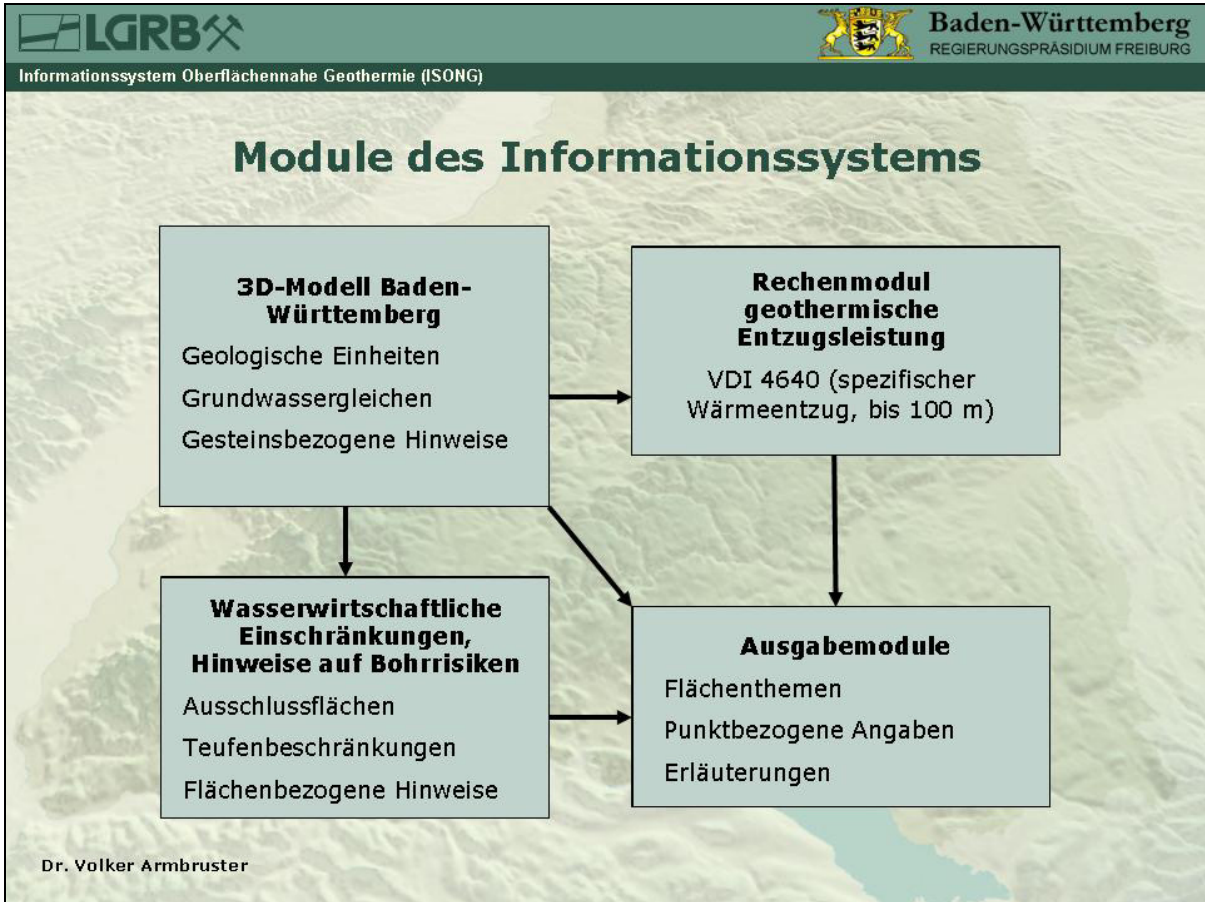 LGRB
Baden-Württemberg
REGIERUNGSPRÄSIDIUM FREIBURG
Informationssystem Oberflächennahe Geothermie (ISONG)
Module des Informationssystems
3D-Modell Baden-
Württemberg
Geologische Einheiten
Grundwassergleichen
Gesteinsbezogene Hinweise
Rechenmodul
geothermische
Entzugsleistung
VDI 4640 (spezifischer
Wärmeentzug, bis 100 m)
Wasserwirtschaftliche
Einschränkungen,
Hinweise auf Bohrrisiken
Ausschlussflächen
Teufenbeschränkungen
Flächenbezogene Hinweise
Ausgabemodule
Flächenthemen
Punktbezogene Angaben
Erläuterungen
Dr. Volker Armbruster